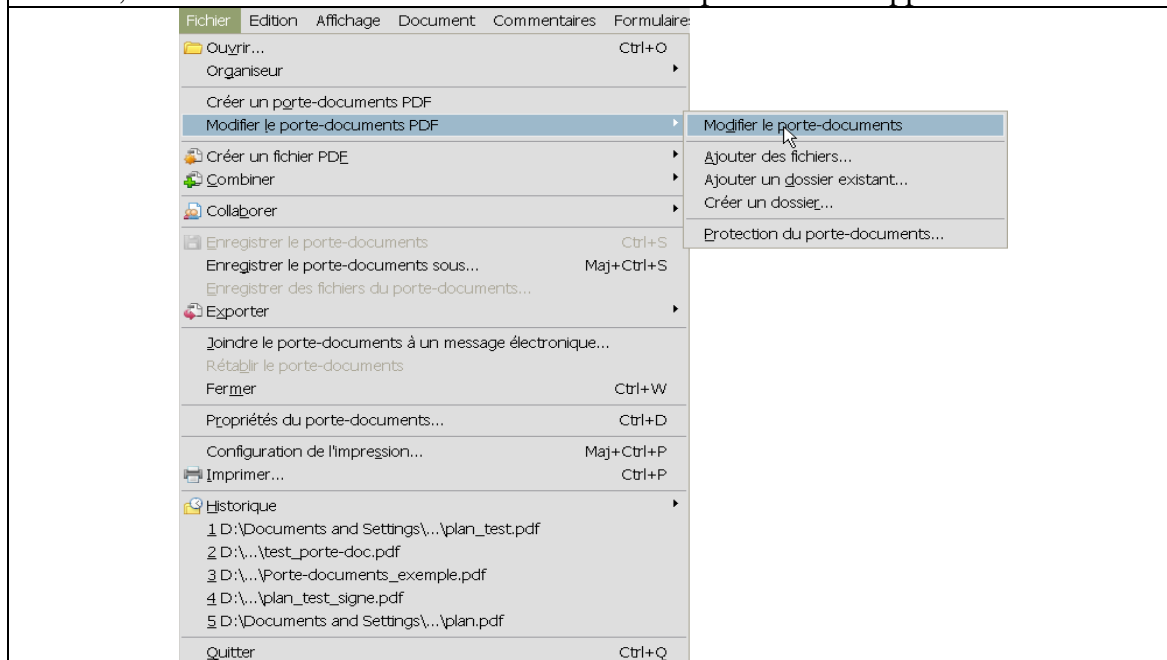 Fichier Edition Affichage Document Commentaires Formulaire
Ouvrir... Ctrl+O
Organiseur
Créer un porte-documents PDF
Modifier le porte-documents PDF
Modifier le porte-documents
Créer un fichier PDF
Ajouter des fichiers...
Combiner
Ajouter un dossier existant...
Créer un dossier...
Collaborer
Protection du porte-documents...
Enregistrer le porte-documents Ctrl+S
Enregistrer le porte-documents sous... Maj+Ctrl+S
Enregistrer des fichiers du porte-documents...
Exporter
Joindre le porte-documents à un message électronique...
Rétablir le porte-documents
Fermer Ctrl+W
Propriétés du porte-documents... Ctrl+D
Configuration de l'impression... Maj+Ctrl+P
Imprimer... Ctrl+P
Historique
1 D:\Documents and Settings\...\plan_test.pdf
2 D:\...\test_porte-doc.pdf
3 D:\...\Porte-documents_exemple.pdf
4 D:\...\plan_test_signe.pdf
5 D:\Documents and Settings\...\plan.pdf
Quitter Ctrl+Q